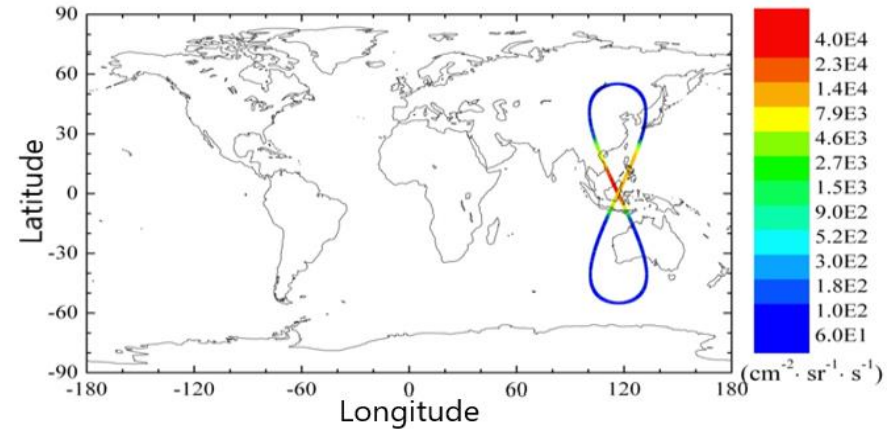 90
60
30
0
-30
-60
-90
Latitude
-180
-120
-60
0
60
120
180
Longitude
4.0E4
2.3E4
1.4E4
7.9E3
4.6E3
2.7E3
1.5E3
9.0E2
5.2E2
3.0E2
1.8E2
1.0E2
6.0E1
(cm⁻²· sr⁻¹· s⁻¹)